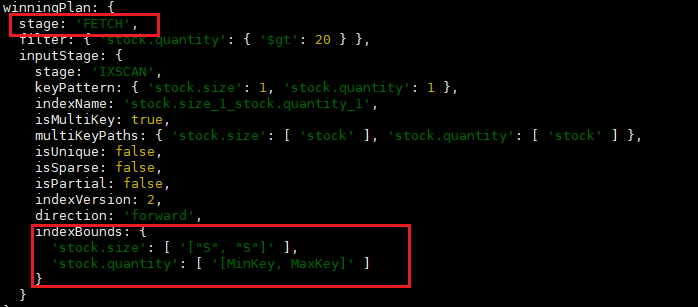 winningPlan: {
stage: 'FETCH',
filter: { 'stock.quantity': { '$gt': 20 } },
inputStage: {
stage: 'IXSCAN',
keyPattern: { 'stock.size': 1, 'stock.quantity': 1 },
indexName: 'stock.size_1_stock.quantity_1',
isMultiKey: true,
multiKeyPaths: { 'stock.size': [ 'stock' ], 'stock.quantity': [ 'stock' ] },
isUnique: false,
isSparse: false,
isPartial: false,
indexVersion: 2,
direction: 'forward',
indexBounds: {
'stock.size': [ '["S", "S"]' ],
'stock.quantity': [ '[MinKey, MaxKey]' ]
}
}